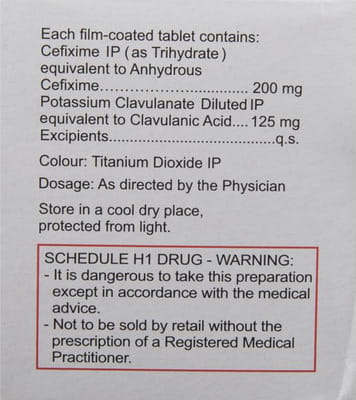 Each film-coated tablet contains:
Cefixime IP (as Trihydrate)
equivalent to Anhydrous
Cefixime................................ 200 mg
Potassium Clavulanate Diluted IP
equivalent to Clavulanic Acid.... 125 mg
Excipients........................................q.s.
Colour: Titanium Dioxide IP
Dosage: As directed by the Physician
Store in a cool dry place,
protected from light.
SCHEDULE H1 DRUG - WARNING:
- It is dangerous to take this preparation
except in accordance with the medical
advice.
- Not to be sold by retail without the
prescription of a Registered Medical
Practitioner.